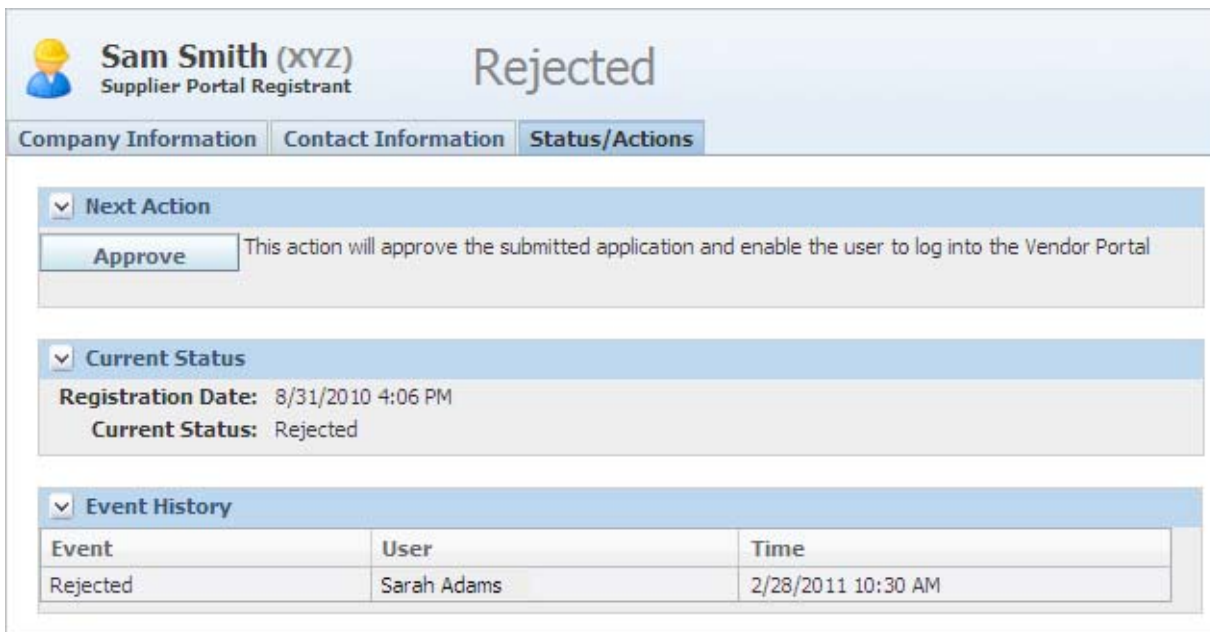 Sam Smith (XYZ) Rejected
Supplier Portal Registrant
Company Information Contact Information Status/Actions
Next Action
Approve This action will approve the submitted application and enable the user to log into the Vendor Portal
Current Status
Registration Date: 8/31/2010 4:06 PM
Current Status: Rejected
Event History
Event User Time
Rejected Sarah Adams 2/28/2011 10:30 AM